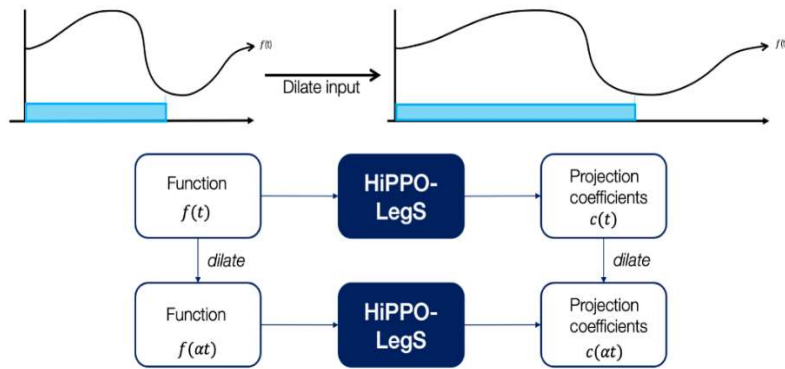 f(t)
f(t)
Dilate input
Function
f(t)
HiPPO-
LegS
Projection
coefficients
c(t)
dilate
dilate
Function
f(αt)
HiPPO-
LegS
Projection
coefficients
c(αt)